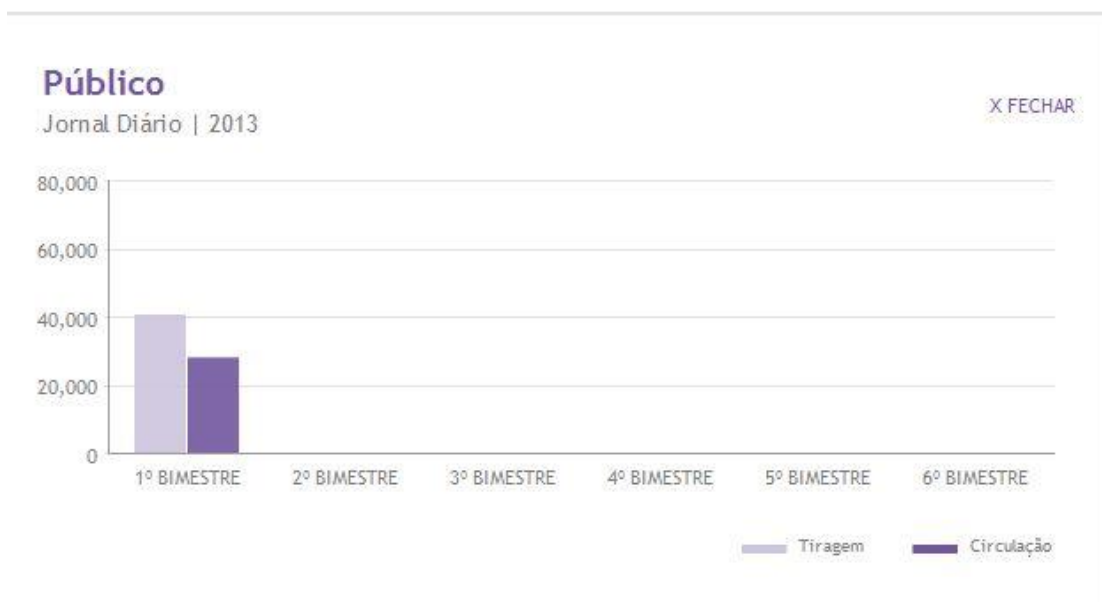 Público
Jornal Diário | 2013
X FECHAR
80,000
60,000
40,000
20,000
0
1º BIMESTRE 2º BIMESTRE 3º BIMESTRE 4º BIMESTRE 5º BIMESTRE 6º BIMESTRE
Tiragem Circulação